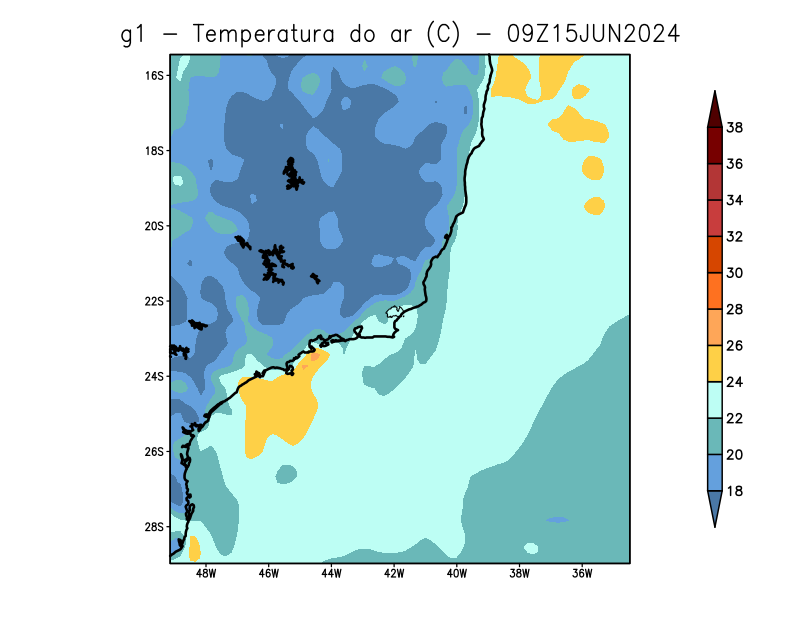 g1 – Temperatura do ar (C) – 09Z15JUN2024
16S
18S
20S
22S
24S
26S
28S
48W
46W
44W
42W
40W
38W
36W
38
36
34
32
30
28
26
24
22
20
18